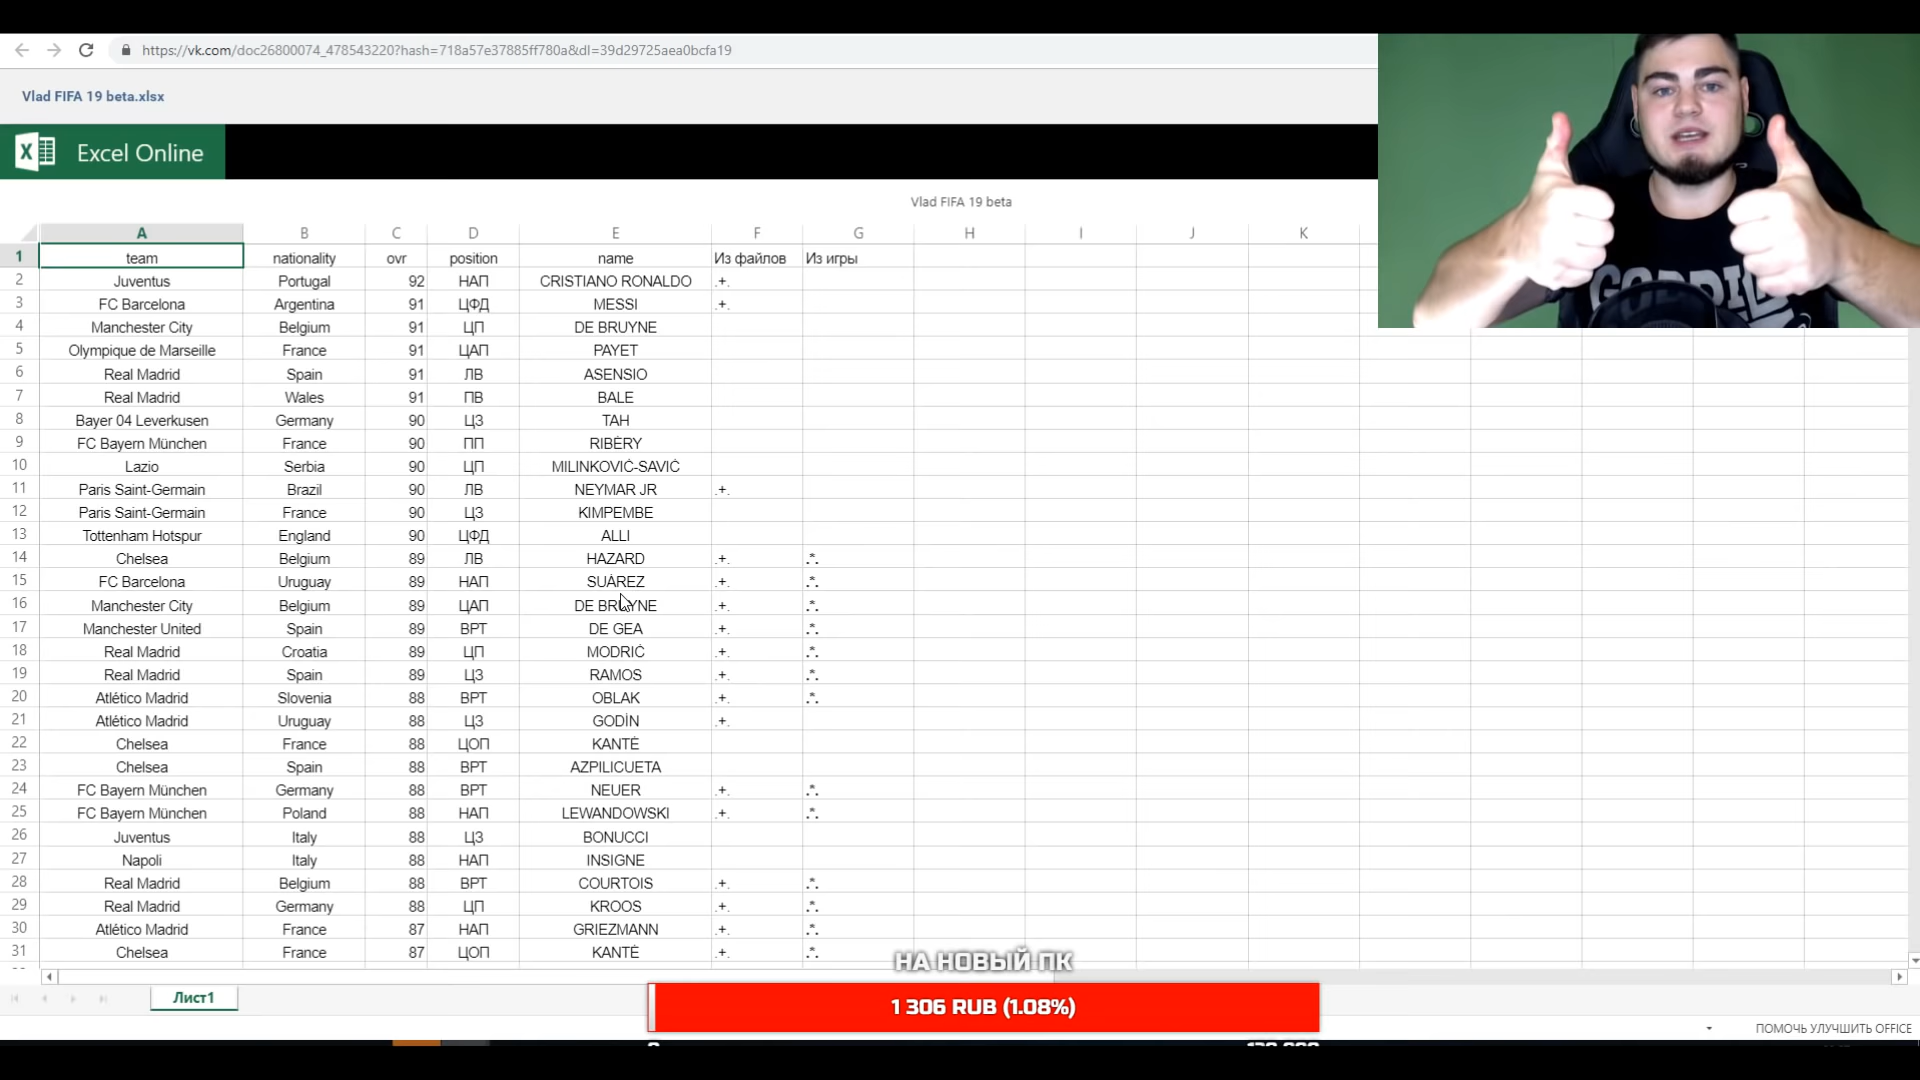 https://vk.com/doc26800074_478543220?hash=718a57e37885ff780a&dl=39d29725aea0bcfa19
Vlad FIFA 19 beta.xlsx
Excel Online
Vlad FIFA 19 beta
A B C D E F G H I J K
1 team nationality ovr position name Из файлов Из игры
2 Juventus Portugal 92 НАП CRISTIANO RONALDO .+.
3 FC Barcelona Argentina 91 ЦФД MESSI .+.
4 Manchester City Belgium 91 ЦП DE BRUYNE
5 Olympique de Marseille France 91 ЦАП PAYET
6 Real Madrid Spain 91 ЛВ ASENSIO
7 Real Madrid Wales 91 ПВ BALE
8 Bayer 04 Leverkusen Germany 90 ЦЗ TAH
9 FC Bayern München France 90 ПП RIBÉRY
10 Lazio Serbia 90 ЦП MILINKOVIĆ-SAVIĆ
11 Paris Saint-Germain Brazil 90 ЛВ NEYMAR JR .+.
12 Paris Saint-Germain France 90 ЦЗ KIMPEMBE
13 Tottenham Hotspur England 90 ЦФД ALLI
14 Chelsea Belgium 89 ЛВ HAZARD .+. .*.
15 FC Barcelona Uruguay 89 НАП SUÁREZ .+. .*.
16 Manchester City Belgium 89 ЦАП DE BRUYNE .+. .*.
17 Manchester United Spain 89 ВРТ DE GEA .+. .*.
18 Real Madrid Croatia 89 ЦП MODRIĆ .+. .*.
19 Real Madrid Spain 89 ЦЗ RAMOS .+. .*.
20 Atlético Madrid Slovenia 88 ВРТ OBLAK .+. .*.
21 Atlético Madrid Uruguay 88 ЦЗ GODÍN .+.
22 Chelsea France 88 ЦОП KANTÉ
23 Chelsea Spain 88 ВРТ AZPILICUETA
24 FC Bayern München Germany 88 ВРТ NEUER .+. .*.
25 FC Bayern München Poland 88 НАП LEWANDOWSKI .+. .*.
26 Juventus Italy 88 ЦЗ BONUCCI
27 Napoli Italy 88 НАП INSIGNE
28 Real Madrid Belgium 88 ВРТ COURTOIS .+. .*.
29 Real Madrid Germany 88 ЦП KROOS .+. .*.
30 Atlético Madrid France 87 НАП GRIEZMANN .+. .*.
31 Chelsea France 87 ЦОП KANTÉ .+. .*.
НА НОВЫЙ ПК
Лист1
1 306 RUB (1.08%)
ПОМОЧЬ УЛУЧШИТЬ OFFICE